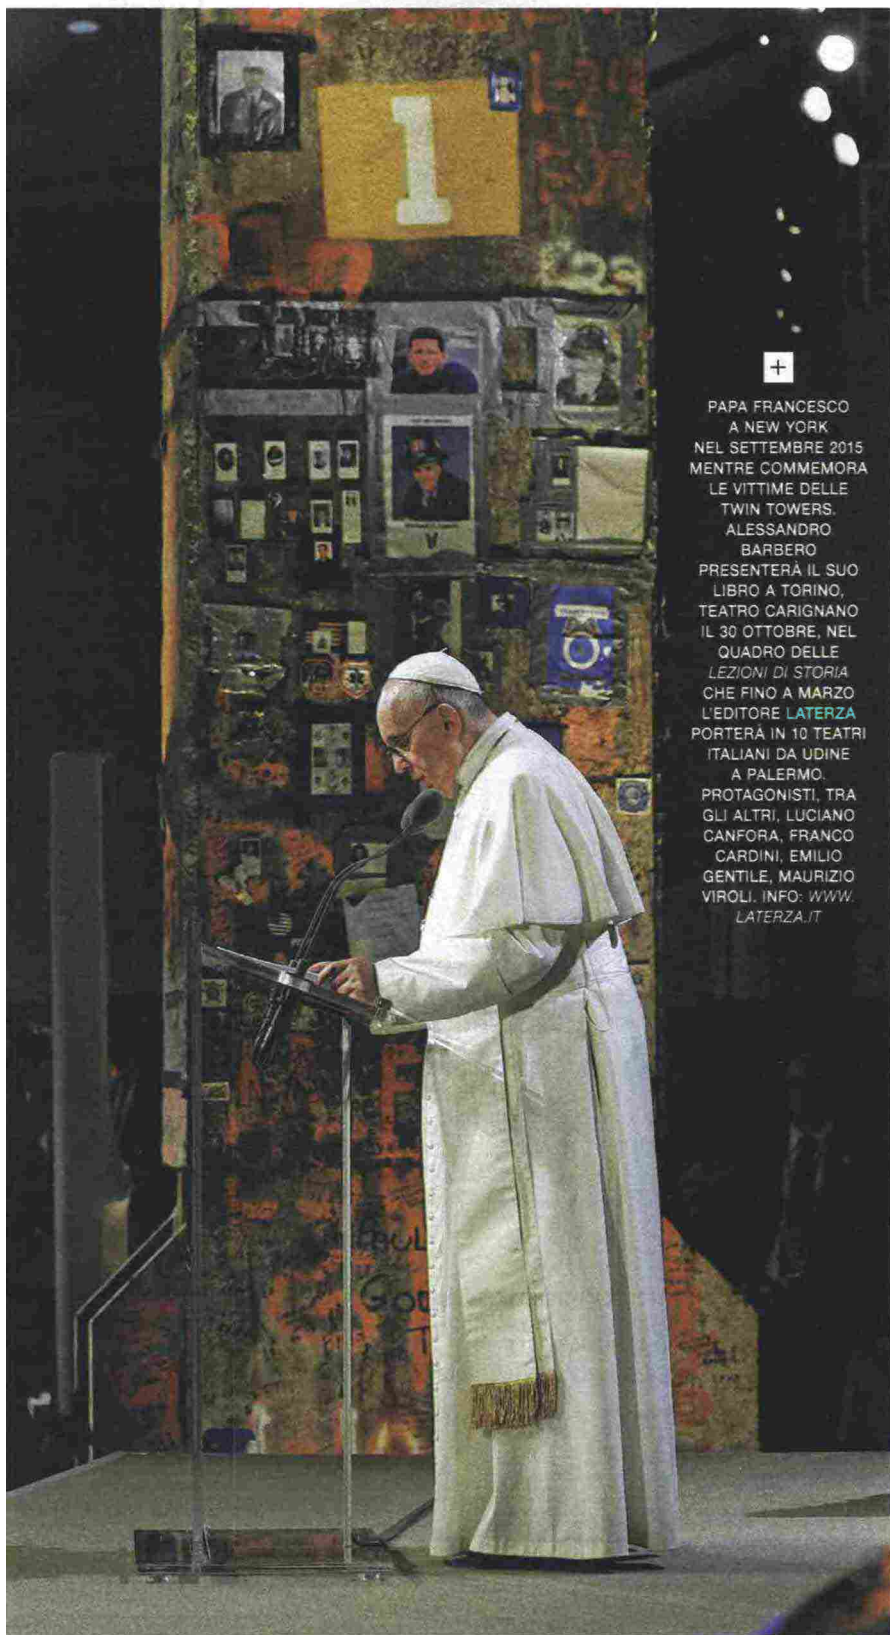 1
+
PAPA FRANCESCO
A NEW YORK
NEL SETTEMBRE 2015
MENTRE COMMEMORA
LE VITTIME DELLE
TWIN TOWERS.
ALESSANDRO
BARBERO
PRESENTERÀ IL SUO
LIBRO A TORINO,
TEATRO CARIGNANO
IL 30 OTTOBRE, NEL
QUADRO DELLE
LEZIONI DI STORIA
CHE FINO A MARZO
L'EDITORE LATERZA
PORTERÀ IN 10 TEATRI
ITALIANI DA UDINE
A PALERMO.
PROTAGONISTI, TRA
GLI ALTRI, LUCIANO
CANFORA, FRANCO
CARDINI, EMILIO
GENTILE, MAURIZIO
VIROLI. INFO: WWW.
LATERZA.IT